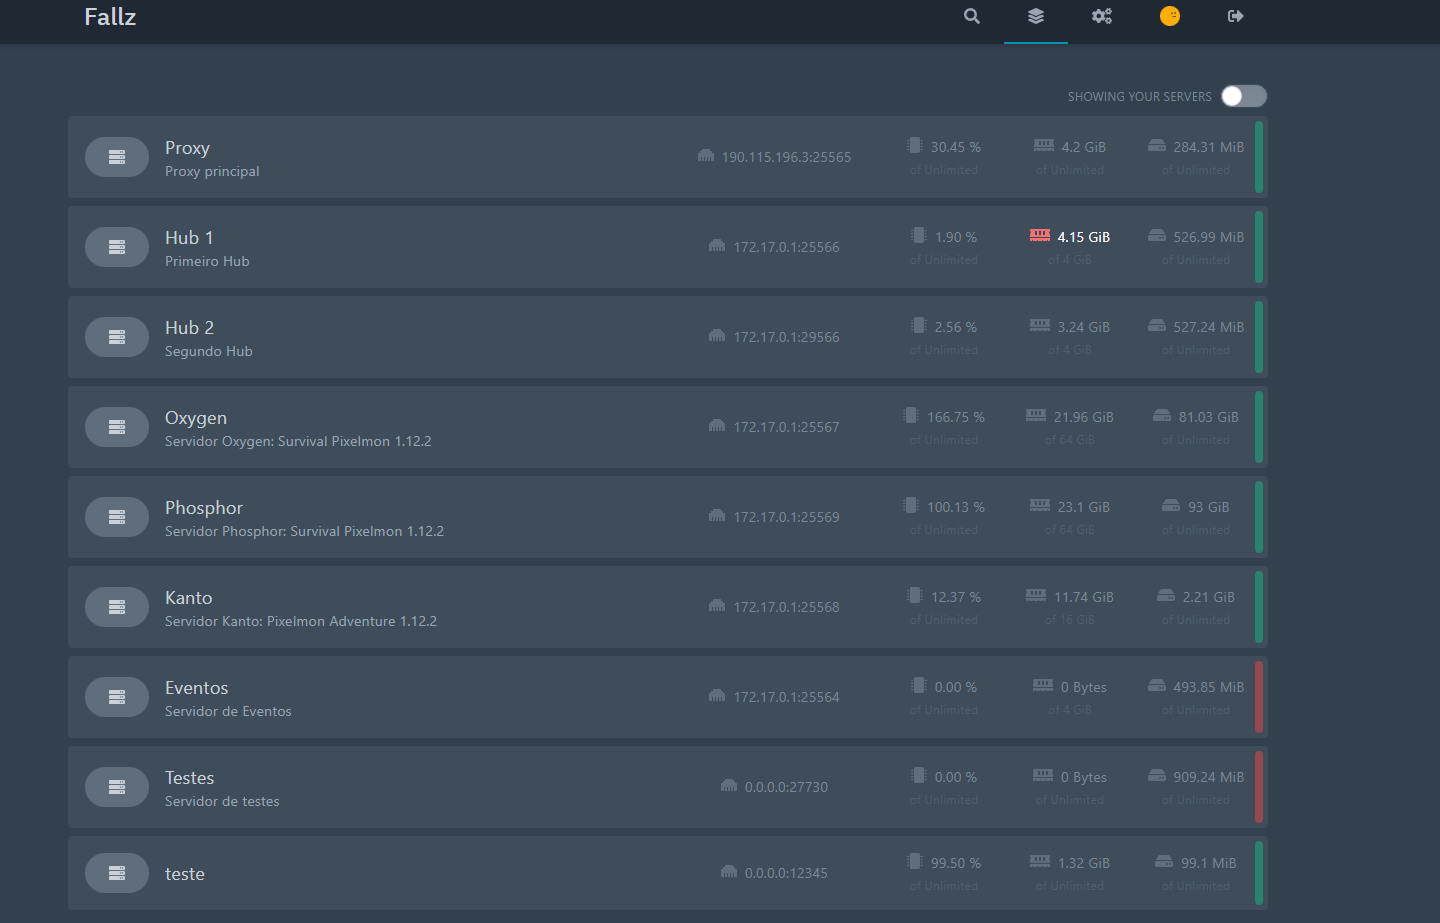 Fallz
SHOWING YOUR SERVERS
Proxy
Proxy principal
190.115.196.3:25565
30.45 %
of Unlimited
4.2 GiB
of Unlimited
284.31 MiB
of Unlimited
Hub 1
Primeiro Hub
172.17.0.1:25566
1.90 %
of Unlimited
4.15 GiB
of 4 GiB
526.99 MiB
of Unlimited
Hub 2
Segundo Hub
172.17.0.1:29566
2.56 %
of Unlimited
3.24 GiB
of 4 GiB
527.24 MiB
of Unlimited
Oxygen
Servidor Oxygen: Survival Pixelmon 1.12.2
172.17.0.1:25567
166.75 %
of Unlimited
21.96 GiB
of 64 GiB
81.03 GiB
of Unlimited
Phosphor
Servidor Phosphor: Survival Pixelmon 1.12.2
172.17.0.1:25569
100.13 %
of Unlimited
23.1 GiB
of 64 GiB
93 GiB
of Unlimited
Kanto
Servidor Kanto: Pixelmon Adventure 1.12.2
172.17.0.1:25568
12.37 %
of Unlimited
11.74 GiB
of 16 GiB
2.21 GiB
of Unlimited
Eventos
Servidor de Eventos
172.17.0.1:25564
0.00 %
of Unlimited
0 Bytes
of 4 GiB
493.85 MiB
of Unlimited
Testes
Servidor de testes
0.0.0.0:27730
0.00 %
of Unlimited
0 Bytes
of Unlimited
909.24 MiB
of Unlimited
teste
0.0.0.0:12345
99.50 %
of Unlimited
1.32 GiB
of Unlimited
99.1 MiB
of Unlimited